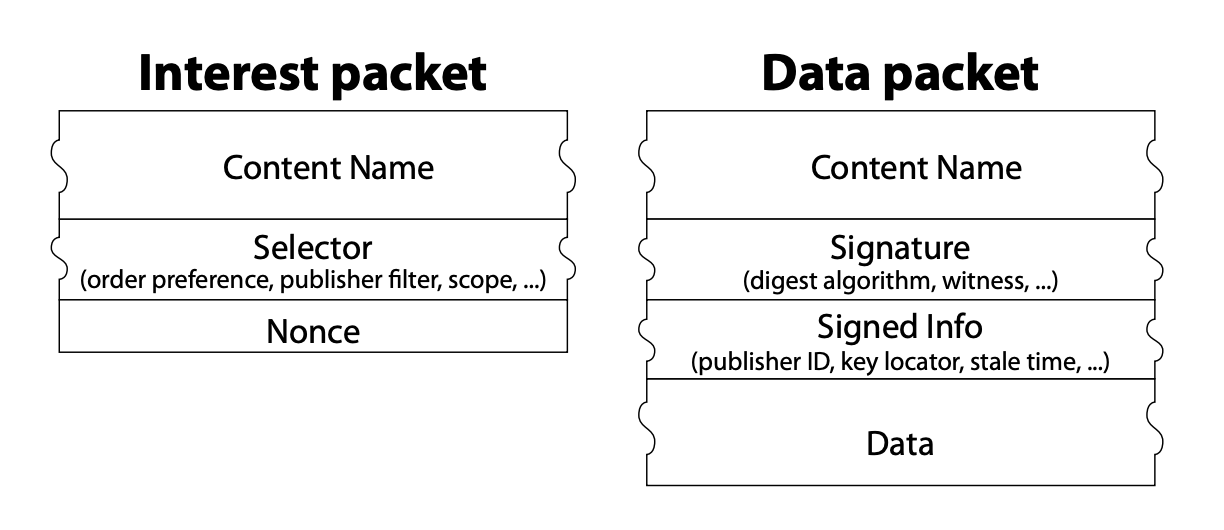 Interest packet
Content Name
Selector
(order preference, publisher filter, scope, ...)
Nonce
Data packet
Content Name
Signature
(digest algorithm, witness, ...)
Signed Info
(publisher ID, key locator, stale time, ...)
Data